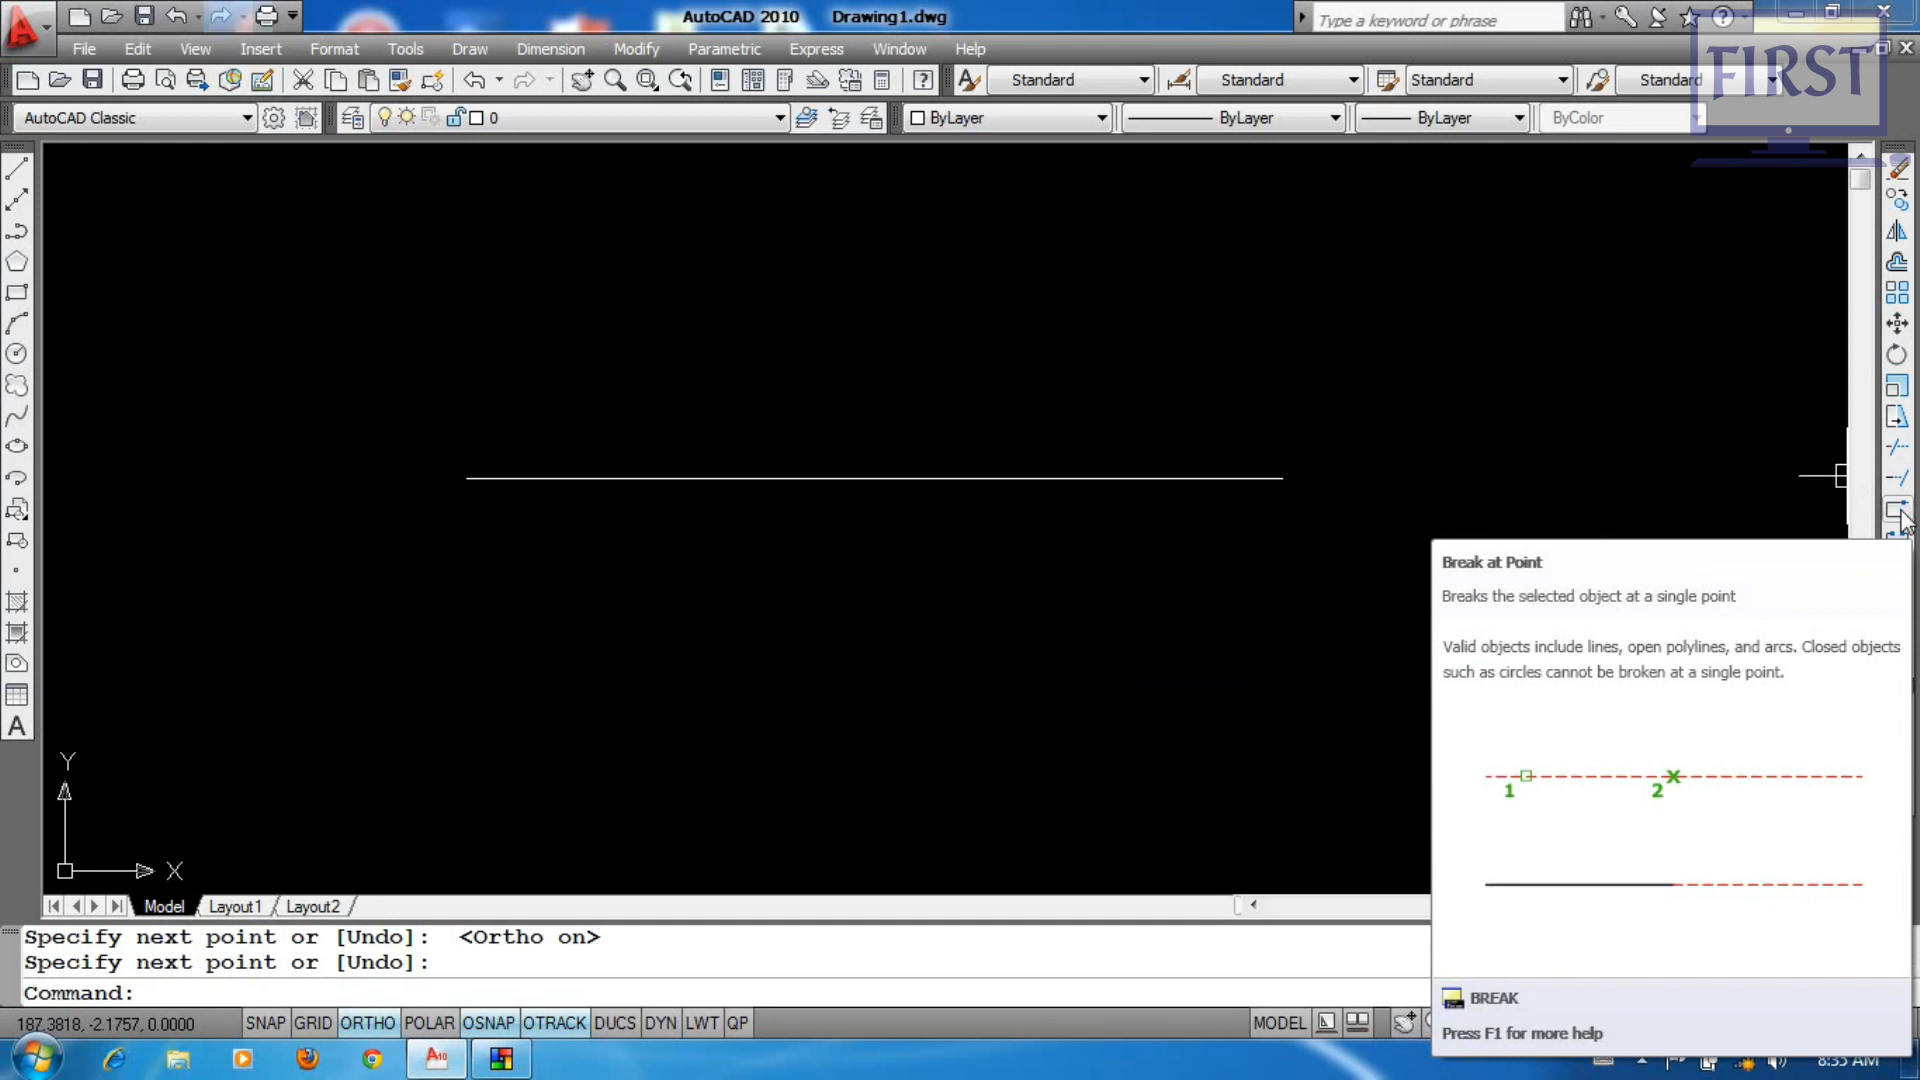 AutoCAD 2010 Drawing1.dwg
Type a keyword or phrase
FIRST
File Edit View Insert Format Tools Draw Dimension Modify Parametric Express Window Help
Standard Standard Standard Standard
AutoCAD Classic 0 ByLayer ByLayer ByLayer ByColor
A
Break at Point
Breaks the selected object at a single point
Valid objects include lines, open polylines, and arcs. Closed objects
such as circles cannot be broken at a single point.
1 2
Y
X
BREAK
Press F1 for more help
Model Layout1 Layout2
Specify next point or [Undo]: <Ortho on>
Specify next point or [Undo]:
Command:
187.3818, -2.1757, 0.0000 SNAP GRID ORTHO POLAR OSNAP OTRACK DUCS DYN LWT QP MODEL
8:35 AM